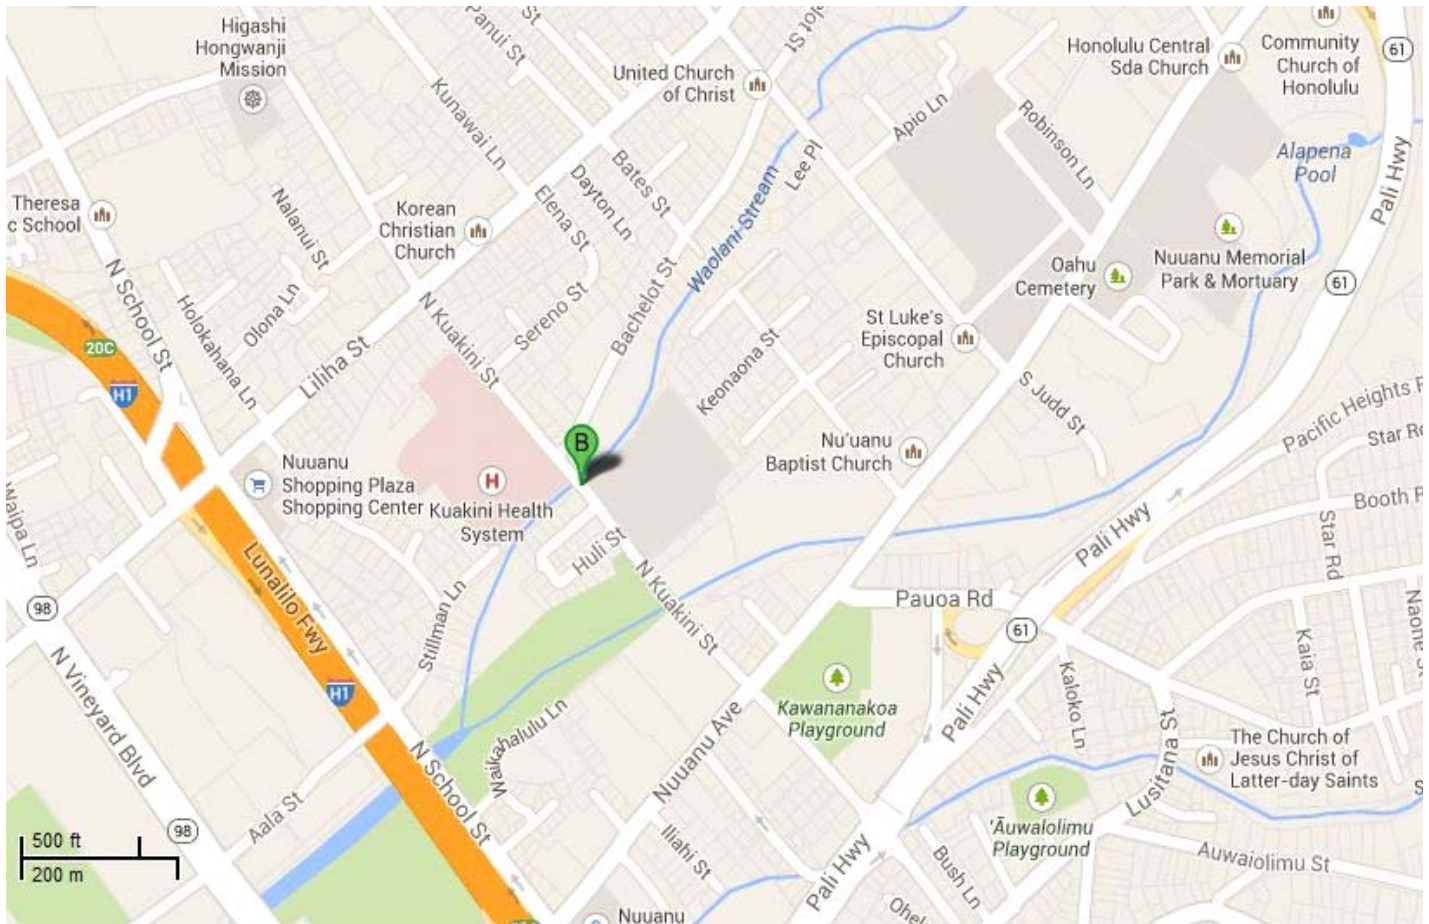 Higashi
Hongwanji
Mission
Panui St
St
United Church
of Christ
Honolulu Central
Sda Church
Community
Church of
Honolulu
61
Kunawai Ln
Apio Ln
Robinson Ln
Alapena
Pool
Pali Hwy
Lee Pl
Bates St
Dayton Ln
Elena St
Waolani Stream
Theresa
c School
Nalanui St
Korean
Christian
Church
Nuuanu Memorial
Park & Mortuary
Oahu
Cemetery
61
N School St
Holokahana Ln
Olona Ln
N Kuakini St
Sereno St
Bachelot St
St Luke's
Episcopal
Church
20C
H1
Liliha St
Keonaona St
S Judd St
Pacific Heights R
Star Rd
B
Nu'uanu
Baptist Church
Nuuanu
Shopping Plaza
Shopping Center
H
Kuakini Health
System
Waipa Ln
Booth R
Star Rd
Pali Hwy
Huli St
Lunalilo Fwy
N Kuakini St
98
Stillman Ln
Pauoa Rd
61
Naone St
Kaia St
Kaloko Ln
N Vineyard Blvd
H1
Kawananakoa
Playground
Pali Hwy
Waikahalulu Ln
Nuuanu Ave
Lusitana St
The Church of
Jesus Christ of
Latter-day Saints
S
N School St
Aala St
98
500 ft
200 m
Iliahi St
Pali Hwy
'Āuwaiolimu
Playground
Auwaiolimu St
Bush Ln
Ohel
Nuuanu